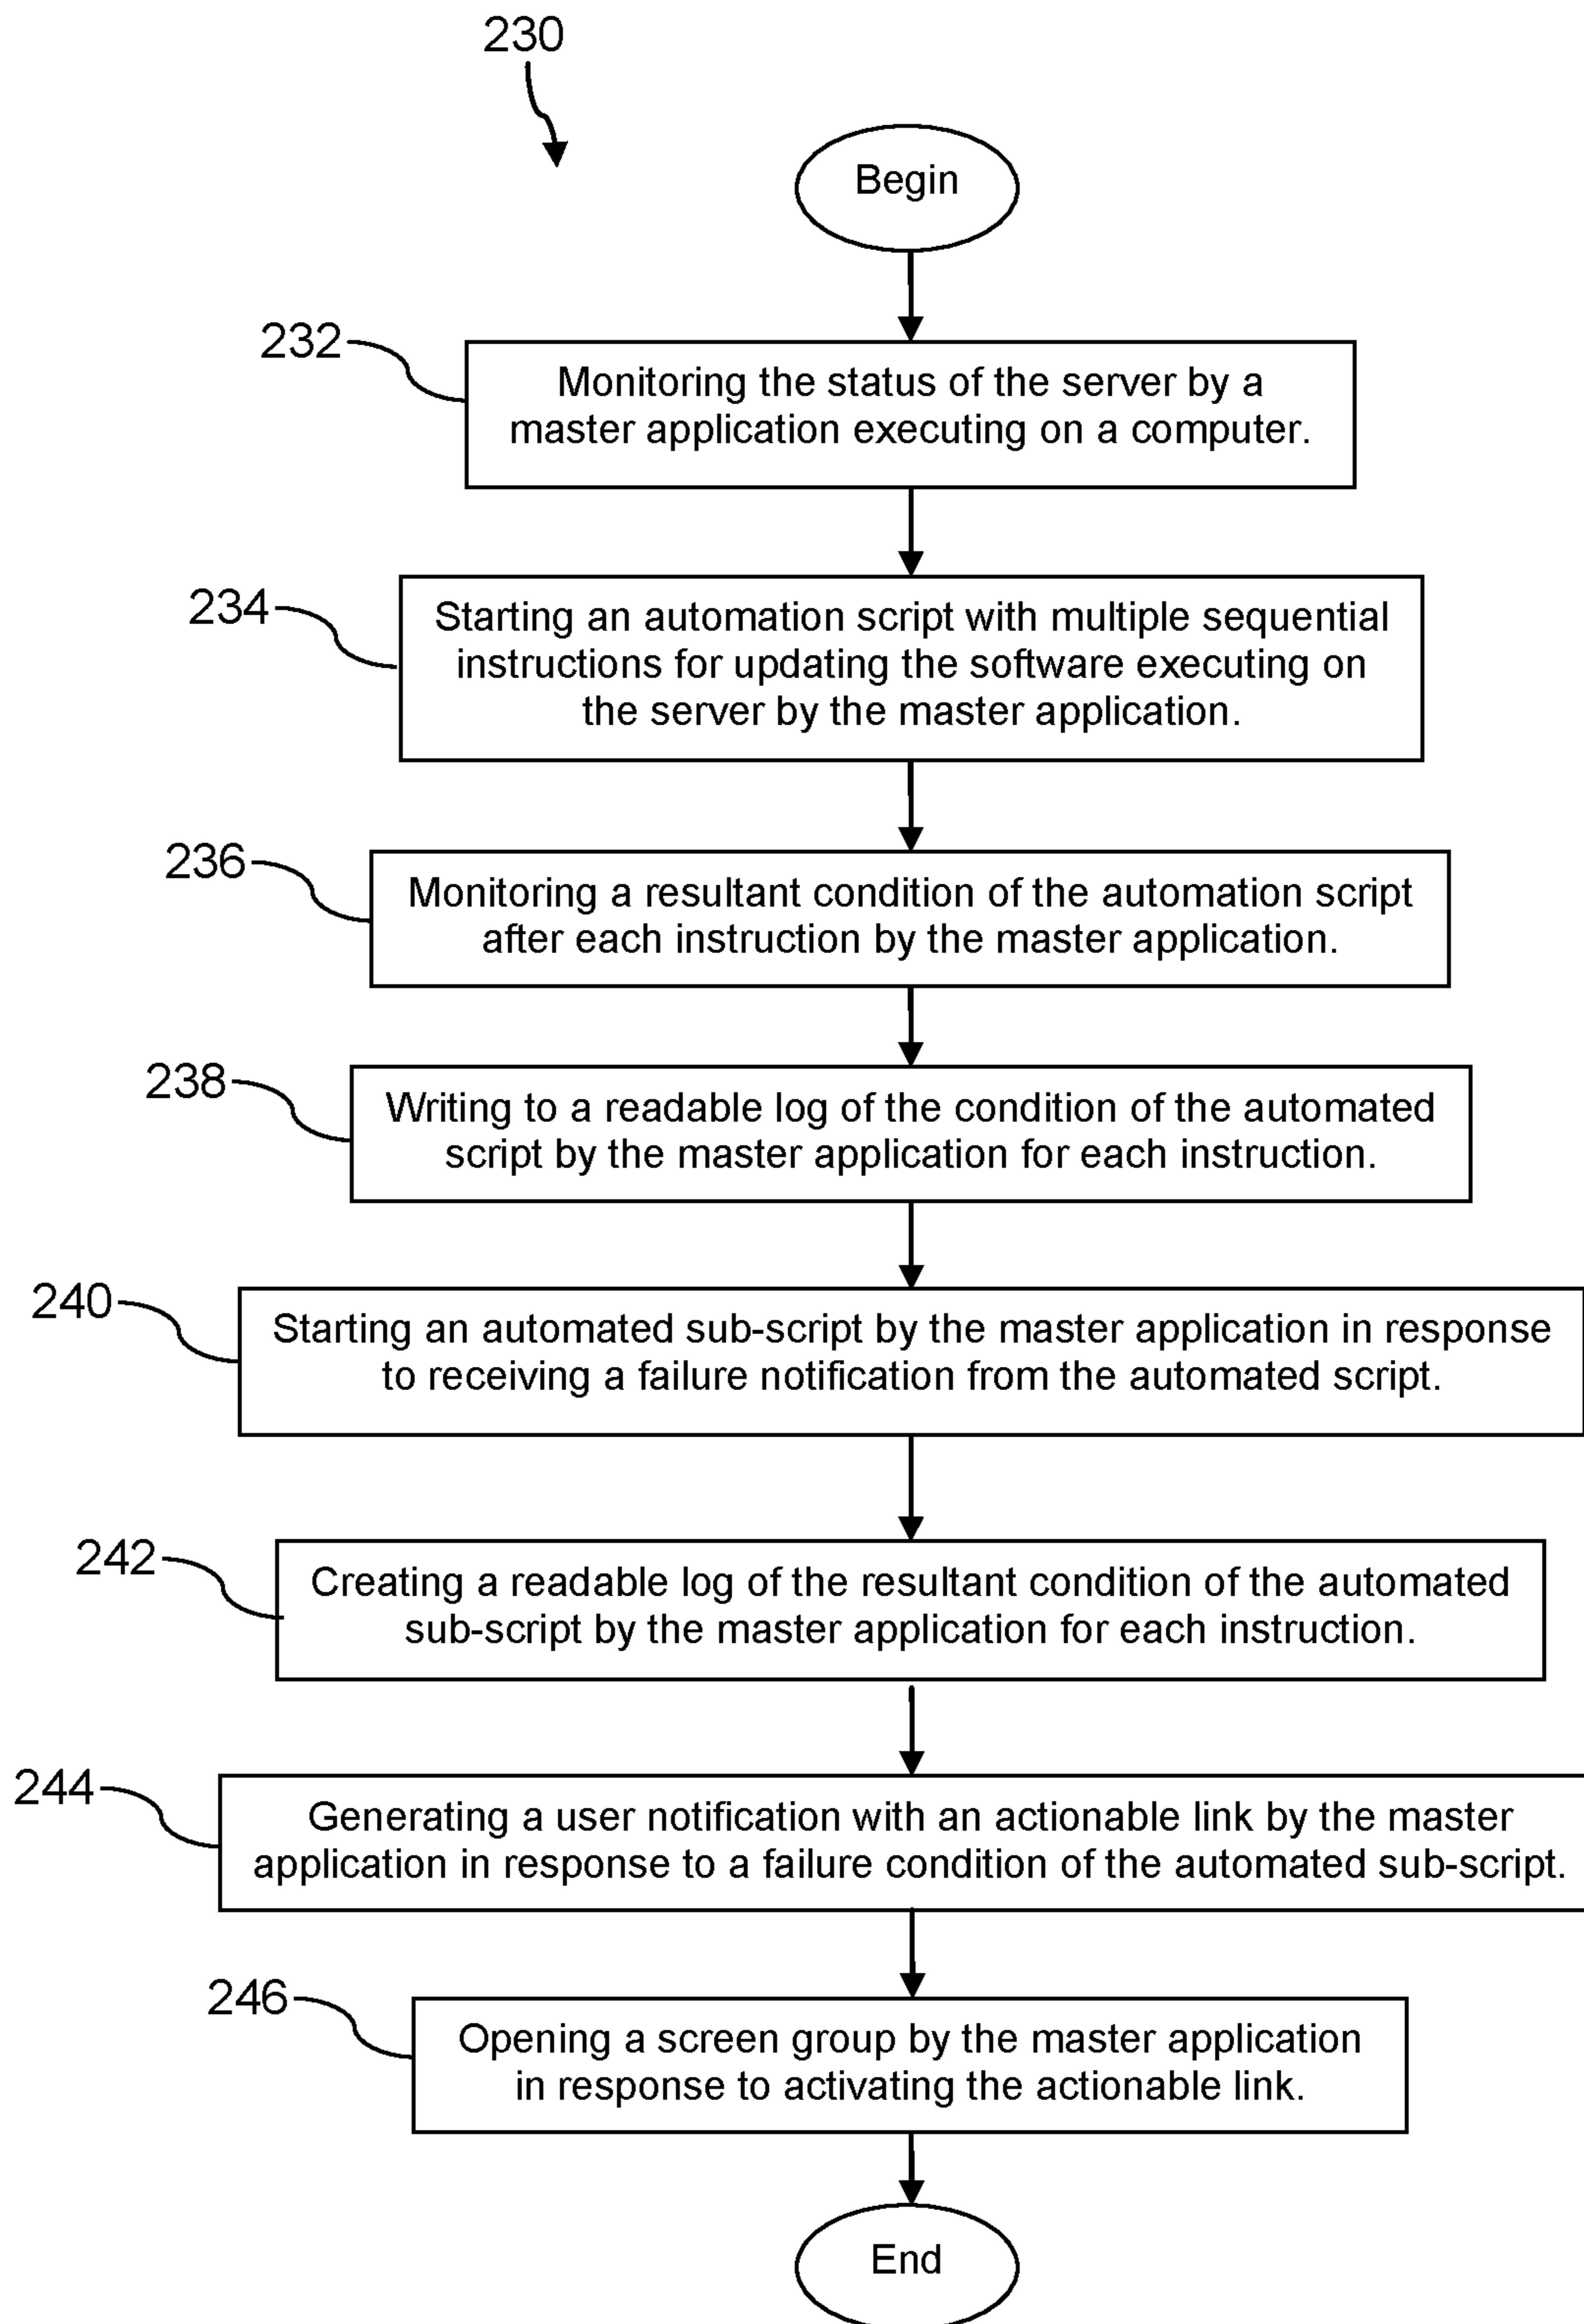 230
Begin
232
Monitoring the status of the server by a
master application executing on a computer.
234
Starting an automation script with multiple sequential
instructions for updating the software executing on
the server by the master application.
236
Monitoring a resultant condition of the automation script
after each instruction by the master application.
238
Writing to a readable log of the condition of the automated
script by the master application for each instruction.
240
Starting an automated sub-script by the master application in response
to receiving a failure notification from the automated script.
242
Creating a readable log of the resultant condition of the automated
sub-script by the master application for each instruction.
244
Generating a user notification with an actionable link by the master
application in response to a failure condition of the automated sub-script.
246
Opening a screen group by the master application
in response to activating the actionable link.
End